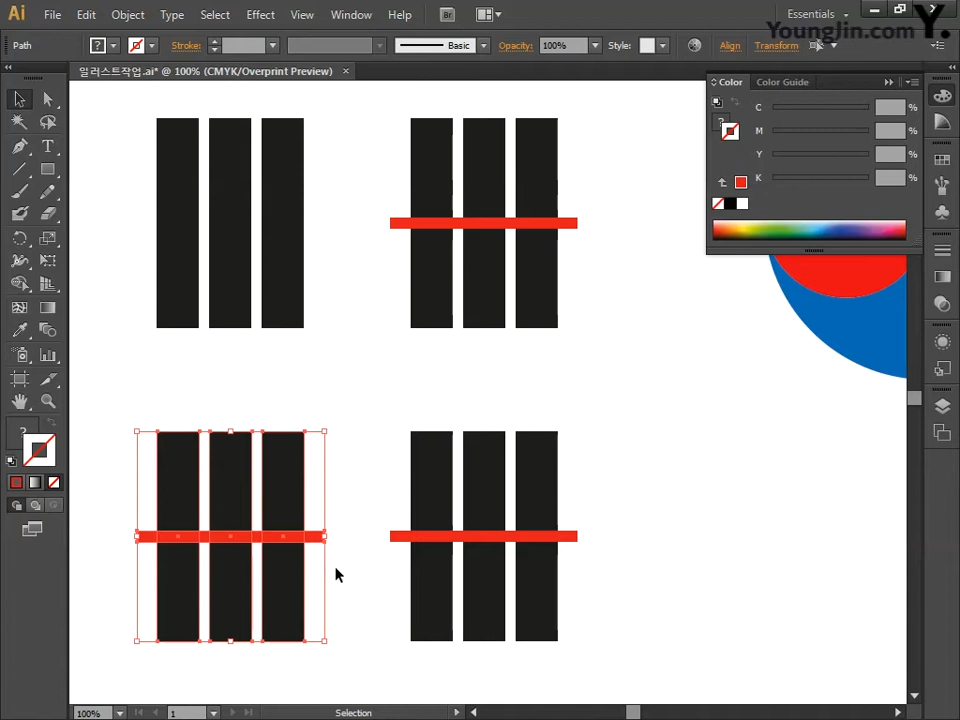 Ai File Edit Object Type Select Effect View Window Help Br Essentials
YoungJin.com Y.
Path ? Stroke: Basic Opacity: 100% Style: Align Transform
일러스트작업.ai* @ 100% (CMYK/Overprint Preview) ×
Color Color Guide
C %
M %
Y %
K %
?
T
?
100% 1 Selection